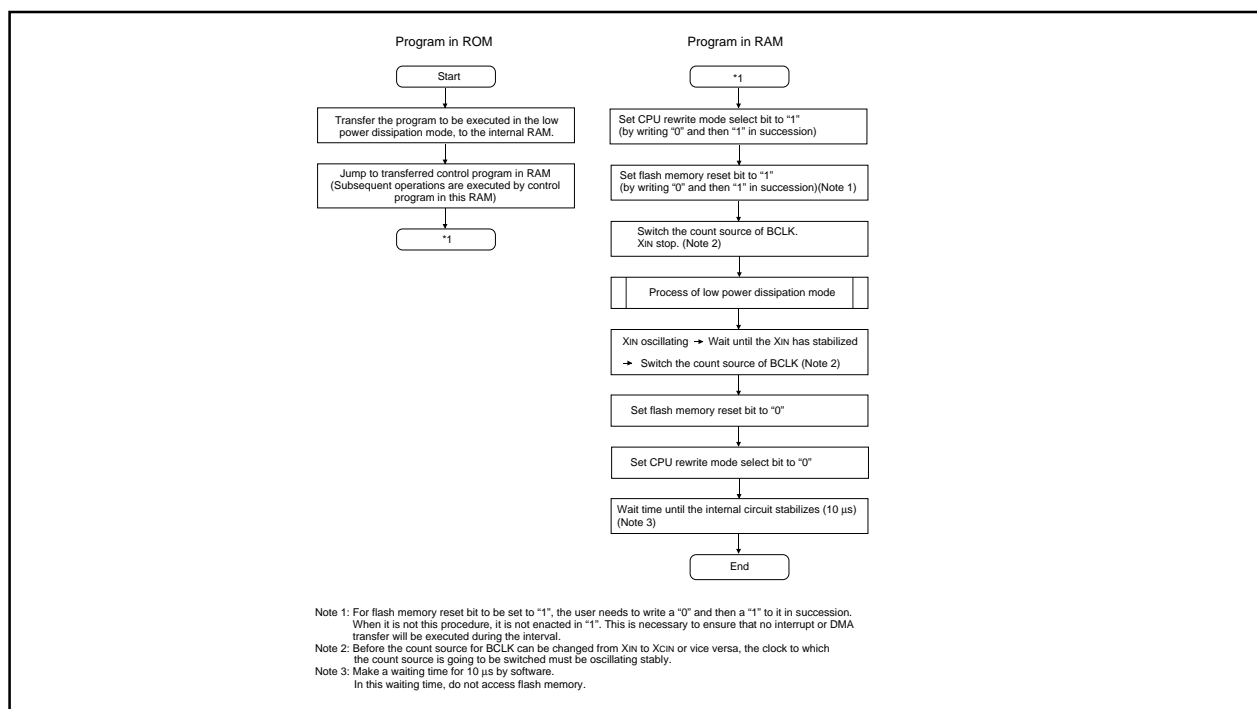 Program in ROM
Start
Transfer the program to be executed in the low
power dissipation mode, to the internal RAM.
Jump to transferred control program in RAM
(Subsequent operations are executed by control
program in this RAM)
*1
Program in RAM
*1
Set CPU rewrite mode select bit to “1”
(by writing “0” and then “1” in succession)
Set flash memory reset bit to “1”
(by writing “0” and then “1” in succession)(Note 1)
Switch the count source of BCLK.
XIN stop. (Note 2)
Process of low power dissipation mode
XIN oscillating → Wait until the XIN has stabilized
→ Switch the count source of BCLK (Note 2)
Set flash memory reset bit to “0”
Set CPU rewrite mode select bit to “0”
Wait time until the internal circuit stabilizes (10 µs)
(Note 3)
End
Note 1: For flash memory reset bit to be set to “1”, the user needs to write a “0” and then a “1” to it in succession.
When it is not this procedure, it is not enacted in “1”. This is necessary to ensure that no interrupt or DMA
transfer will be executed during the interval.
Note 2: Before the count source for BCLK can be changed from XIN to XCIN or vice versa, the clock to which
the count source is going to be switched must be oscillating stably.
Note 3: Make a waiting time for 10 µs by software.
In this waiting time, do not access flash memory.